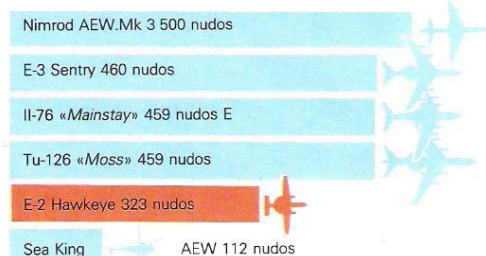 Nimrod AEW.Mk 3 500 nudos
E-3 Sentry 460 nudos
Il-76 «Mainstay» 459 nudos E
Tu-126 «Moss» 459 nudos
E-2 Hawkeye 323 nudos
Sea King AEW 112 nudos